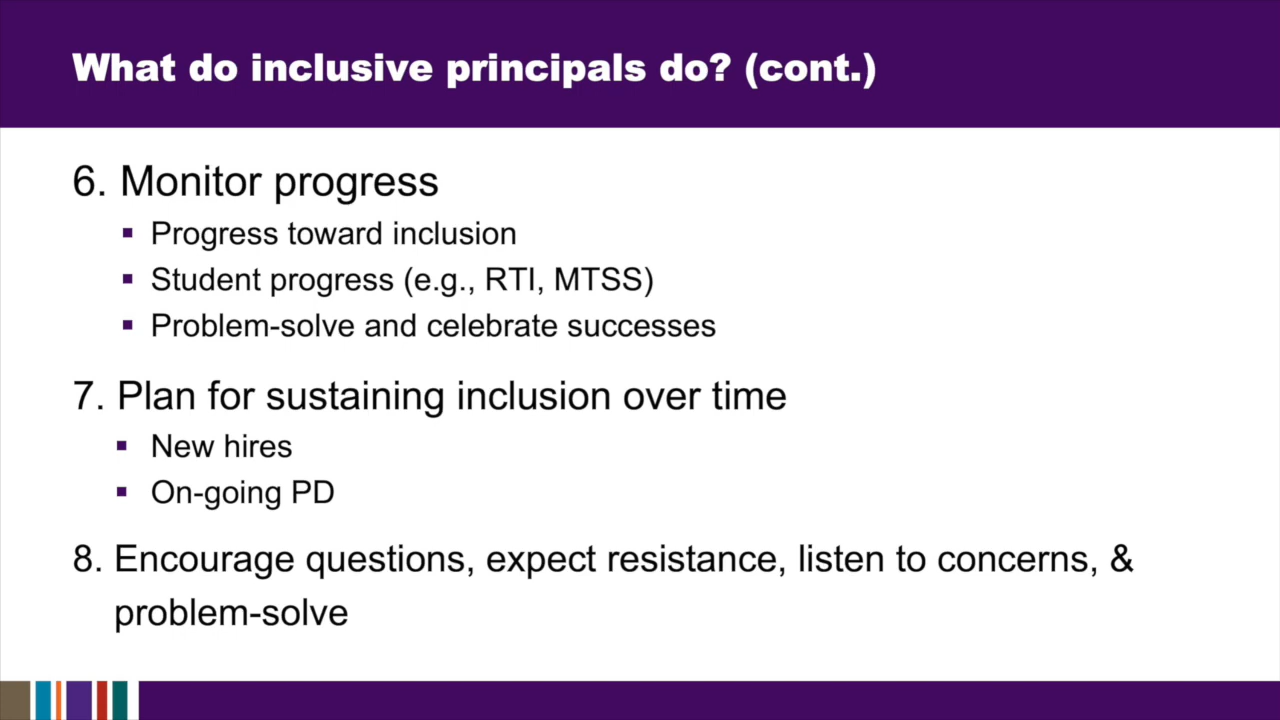 What do inclusive principals do? (cont.)
6. Monitor progress
▪ Progress toward inclusion
▪ Student progress (e.g., RTI, MTSS)
▪ Problem-solve and celebrate successes
7. Plan for sustaining inclusion over time
▪ New hires
▪ On-going PD
8. Encourage questions, expect resistance, listen to concerns, &
problem-solve